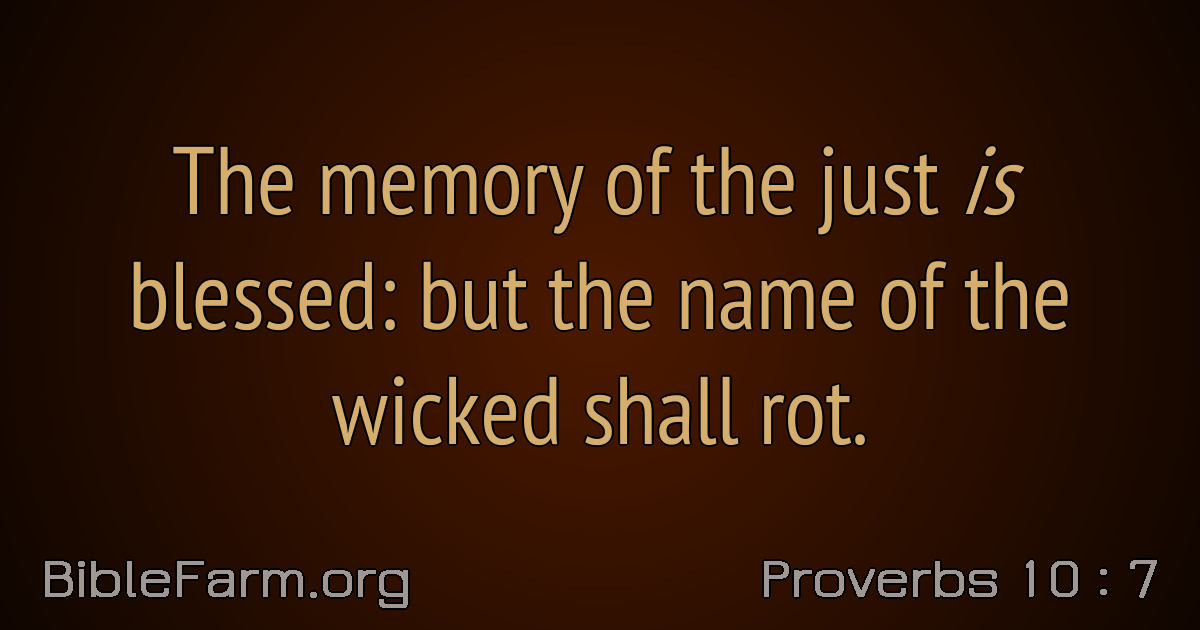 The memory of the just is
blessed: but the name of the
wicked shall rot.
BibleFarm.org
Proverbs 10 : 7